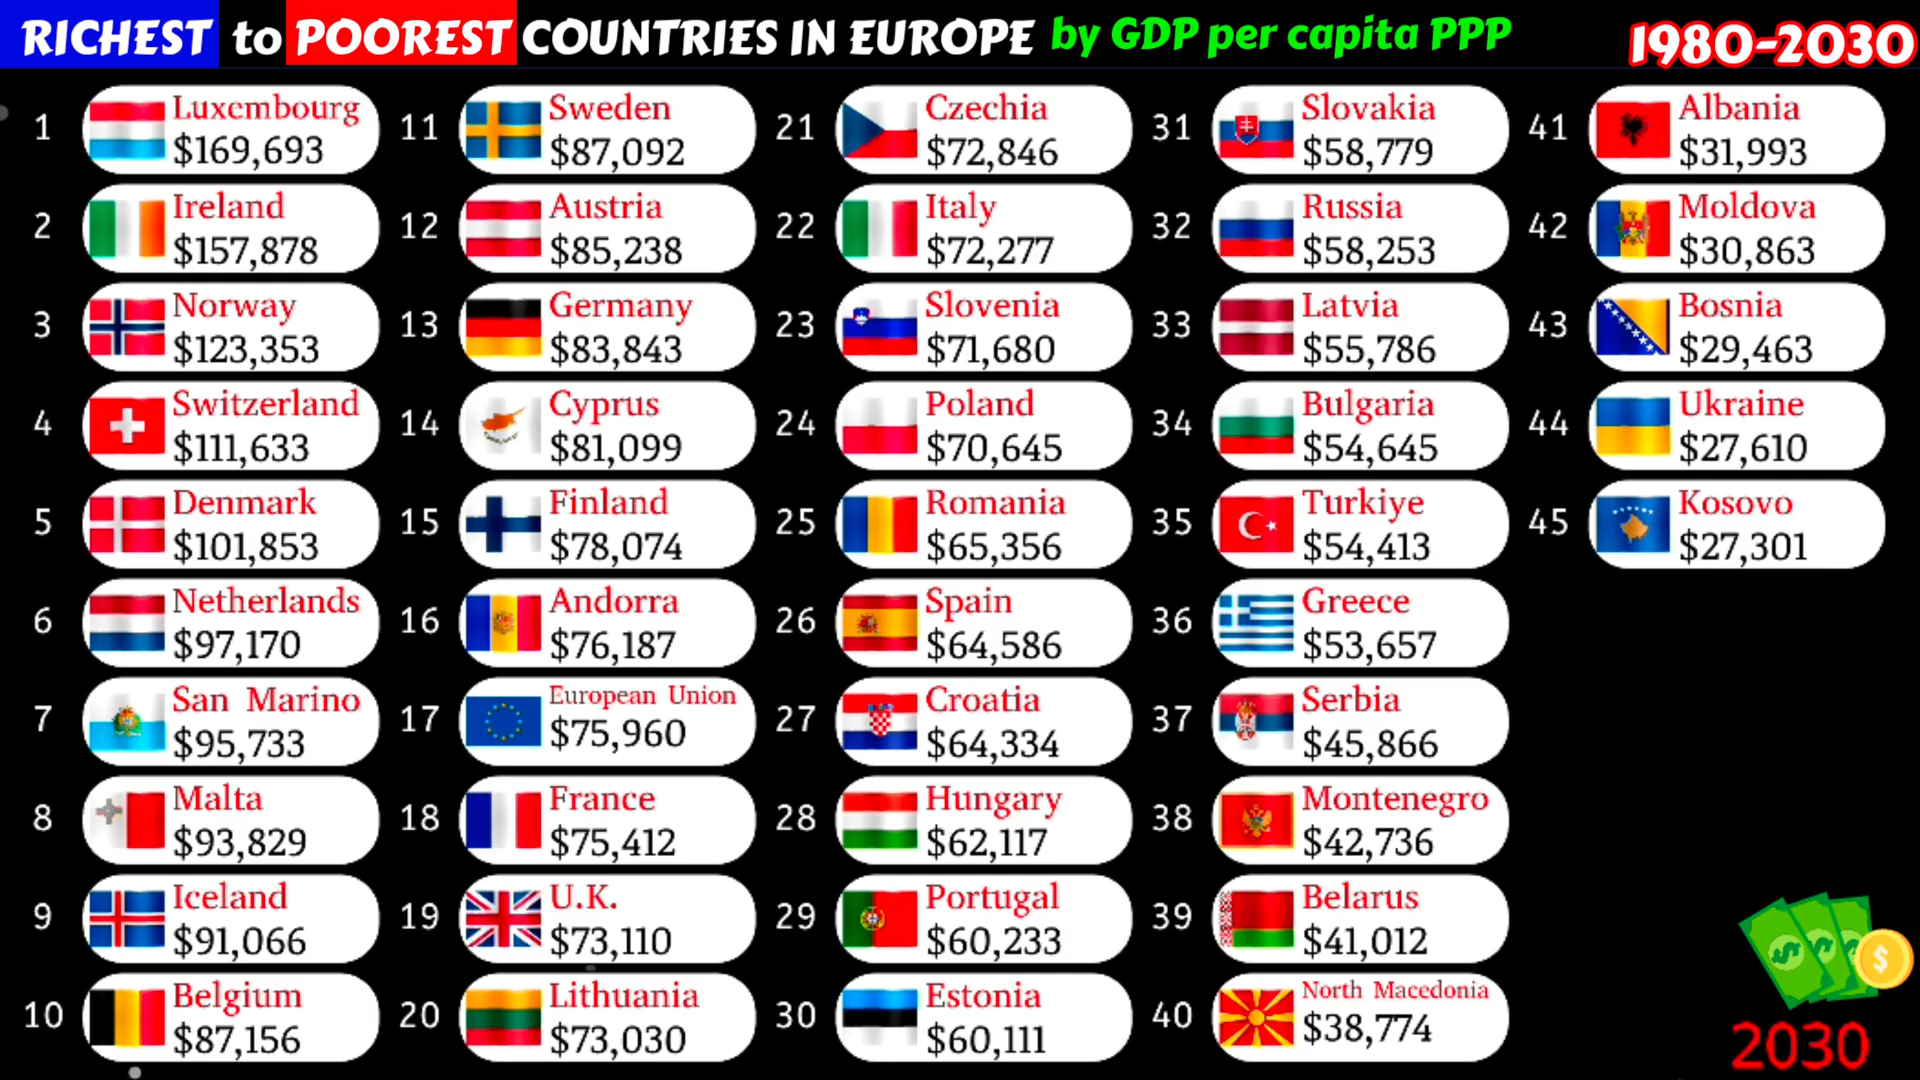 RICHEST to POOREST COUNTRIES IN EUROPE by GDP per capita PPP 1980-2030
1 Luxembourg
$169,693
2 Ireland
$157,878
3 Norway
$123,353
4 Switzerland
$111,633
5 Denmark
$101,853
6 Netherlands
$97,170
7 San Marino
$95,733
8 Malta
$93,829
9 Iceland
$91,066
10 Belgium
$87,156
11 Sweden
$87,092
12 Austria
$85,238
13 Germany
$83,843
14 Cyprus
$81,099
15 Finland
$78,074
16 Andorra
$76,187
17 European Union
$75,960
18 France
$75,412
19 U.K.
$73,110
20 Lithuania
$73,030
21 Czechia
$72,846
22 Italy
$72,277
23 Slovenia
$71,680
24 Poland
$70,645
25 Romania
$65,356
26 Spain
$64,586
27 Croatia
$64,334
28 Hungary
$62,117
29 Portugal
$60,233
30 Estonia
$60,111
31 Slovakia
$58,779
32 Russia
$58,253
33 Latvia
$55,786
34 Bulgaria
$54,645
35 Turkiye
$54,413
36 Greece
$53,657
37 Serbia
$45,866
38 Montenegro
$42,736
39 Belarus
$41,012
40 North Macedonia
$38,774
41 Albania
$31,993
42 Moldova
$30,863
43 Bosnia
$29,463
44 Ukraine
$27,610
45 Kosovo
$27,301
2030